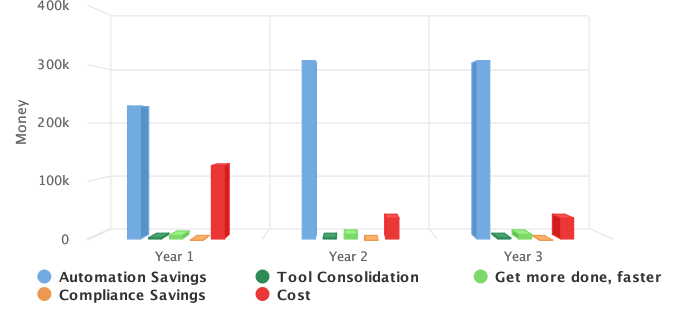 400k
300k
200k
100k
0
Money
Year 1 Year 2 Year 3
Automation Savings Tool Consolidation Get more done, faster
Compliance Savings Cost